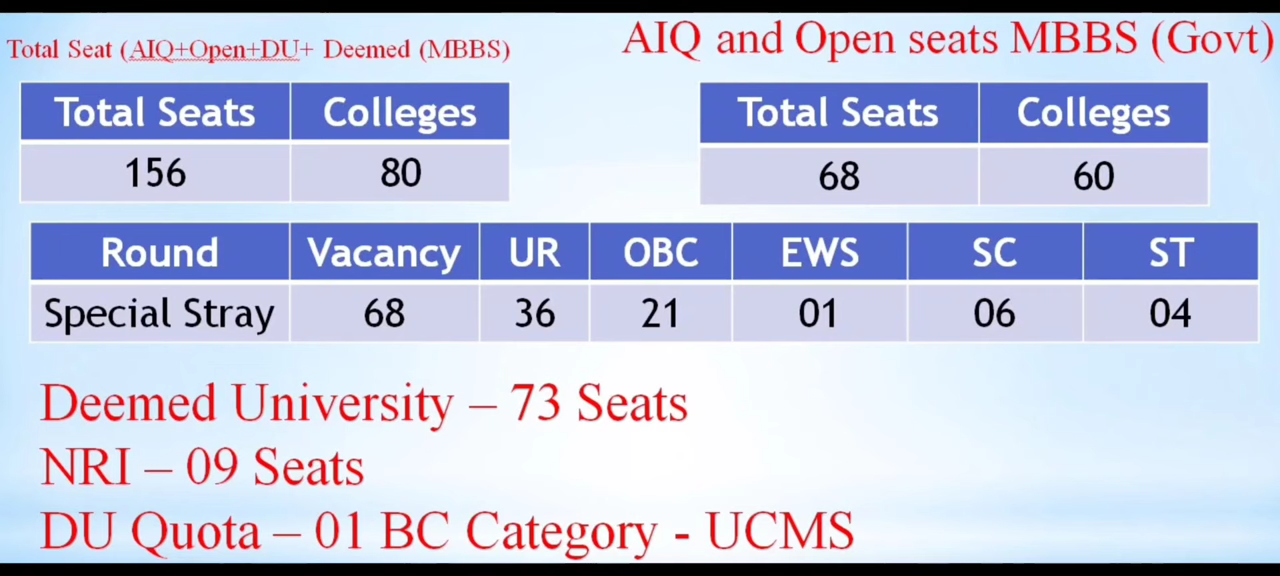 Total Seat (AIQ+Open+DU+ Deemed (MBBS)
AIQ and Open seats MBBS (Govt)
Total Seats Colleges
156 80
Total Seats Colleges
68 60
Round Vacancy UR OBC EWS SC ST
Special Stray 68 36 21 01 06 04
Deemed University – 73 Seats
NRI – 09 Seats
DU Quota – 01 BC Category - UCMS